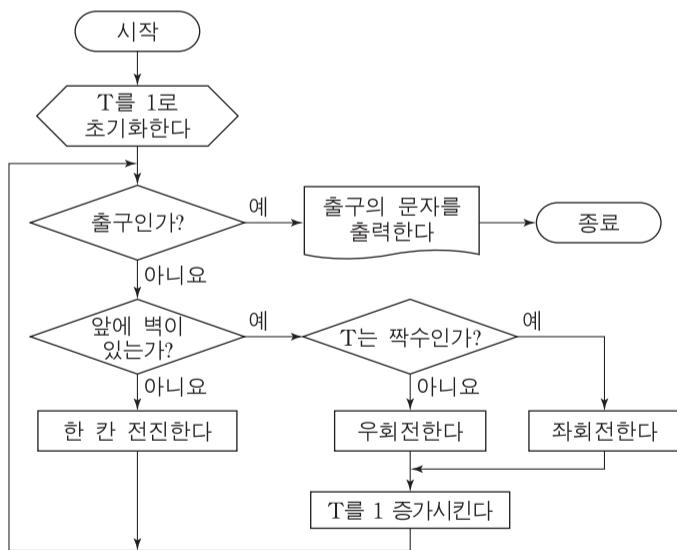 시작
T를 1로
초기화한다
출구인가?
예
출구의 문자를
출력한다
종료
아니요
앞에 벽이
있는가?
예
T는 짝수인가?
예
아니요
아니요
한 칸 전진한다
우회전한다
좌회전한다
T를 1 증가시킨다